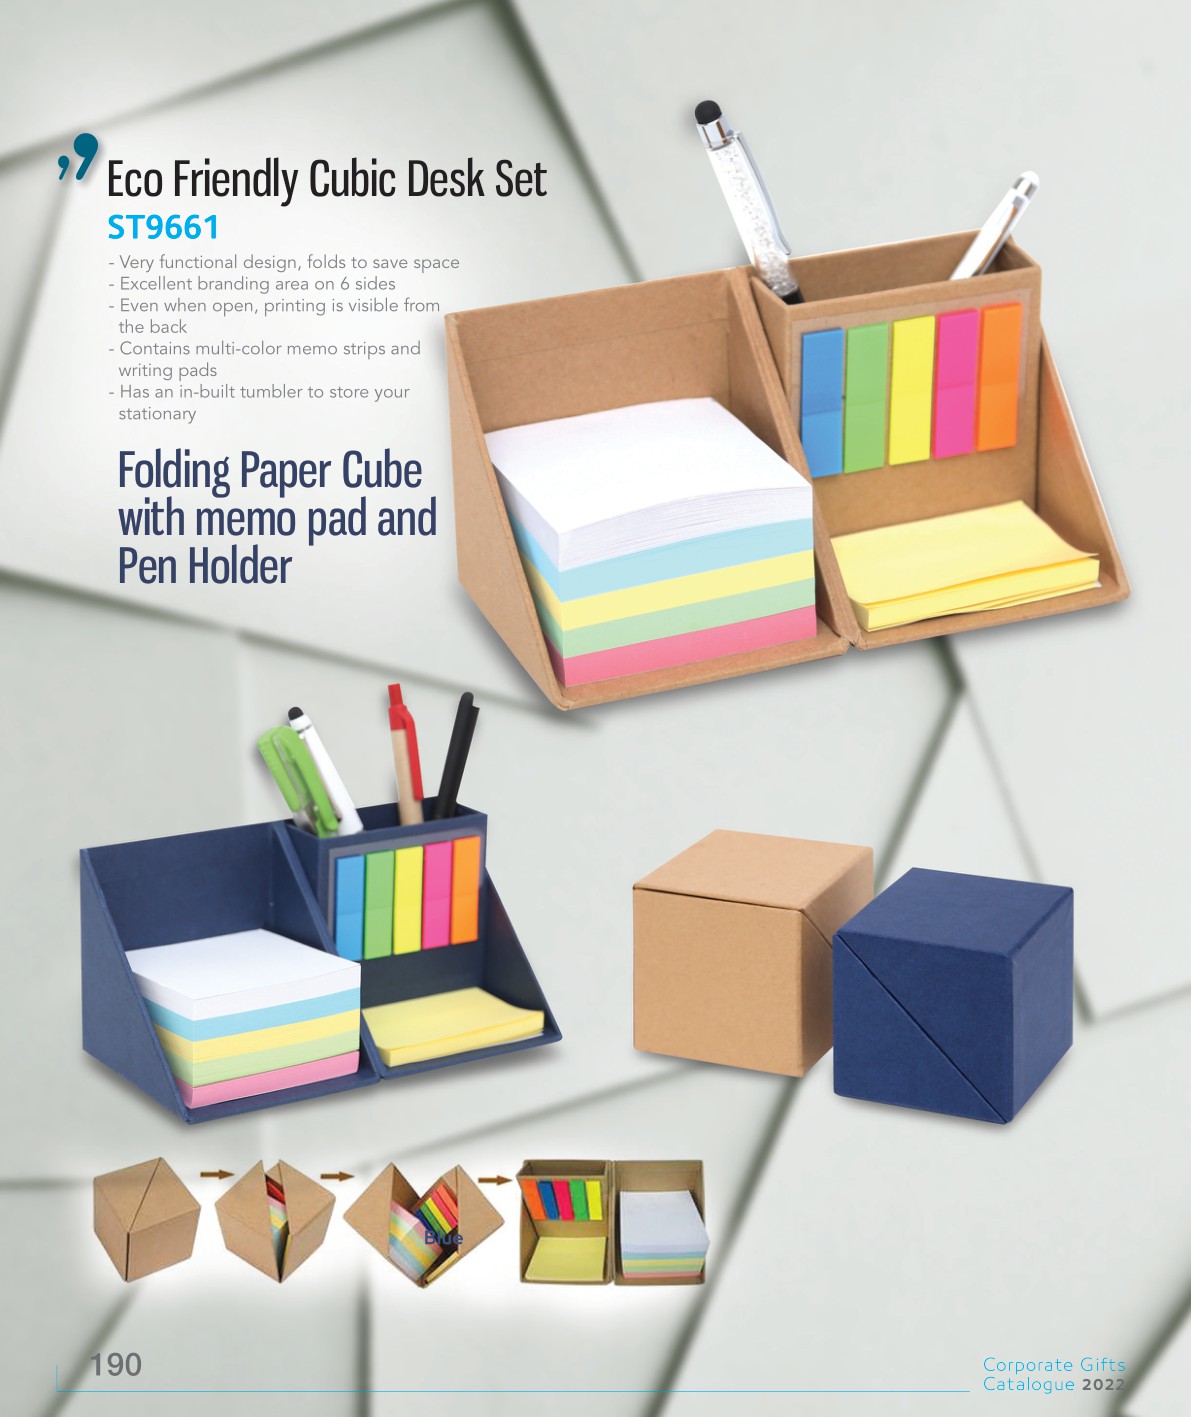 Eco Friendly Cubic Desk Set
ST9661
- Very functional design, folds to save space
- Excellent branding area on 6 sides
- Even when open, printing is visible from
the back
- Contains multi-color memo strips and
writing pads
- Has an in-built tumbler to store your
stationary
Folding Paper Cube
with memo pad and
Pen Holder
Blue
190
Corporate Gifts
Catalogue 2022